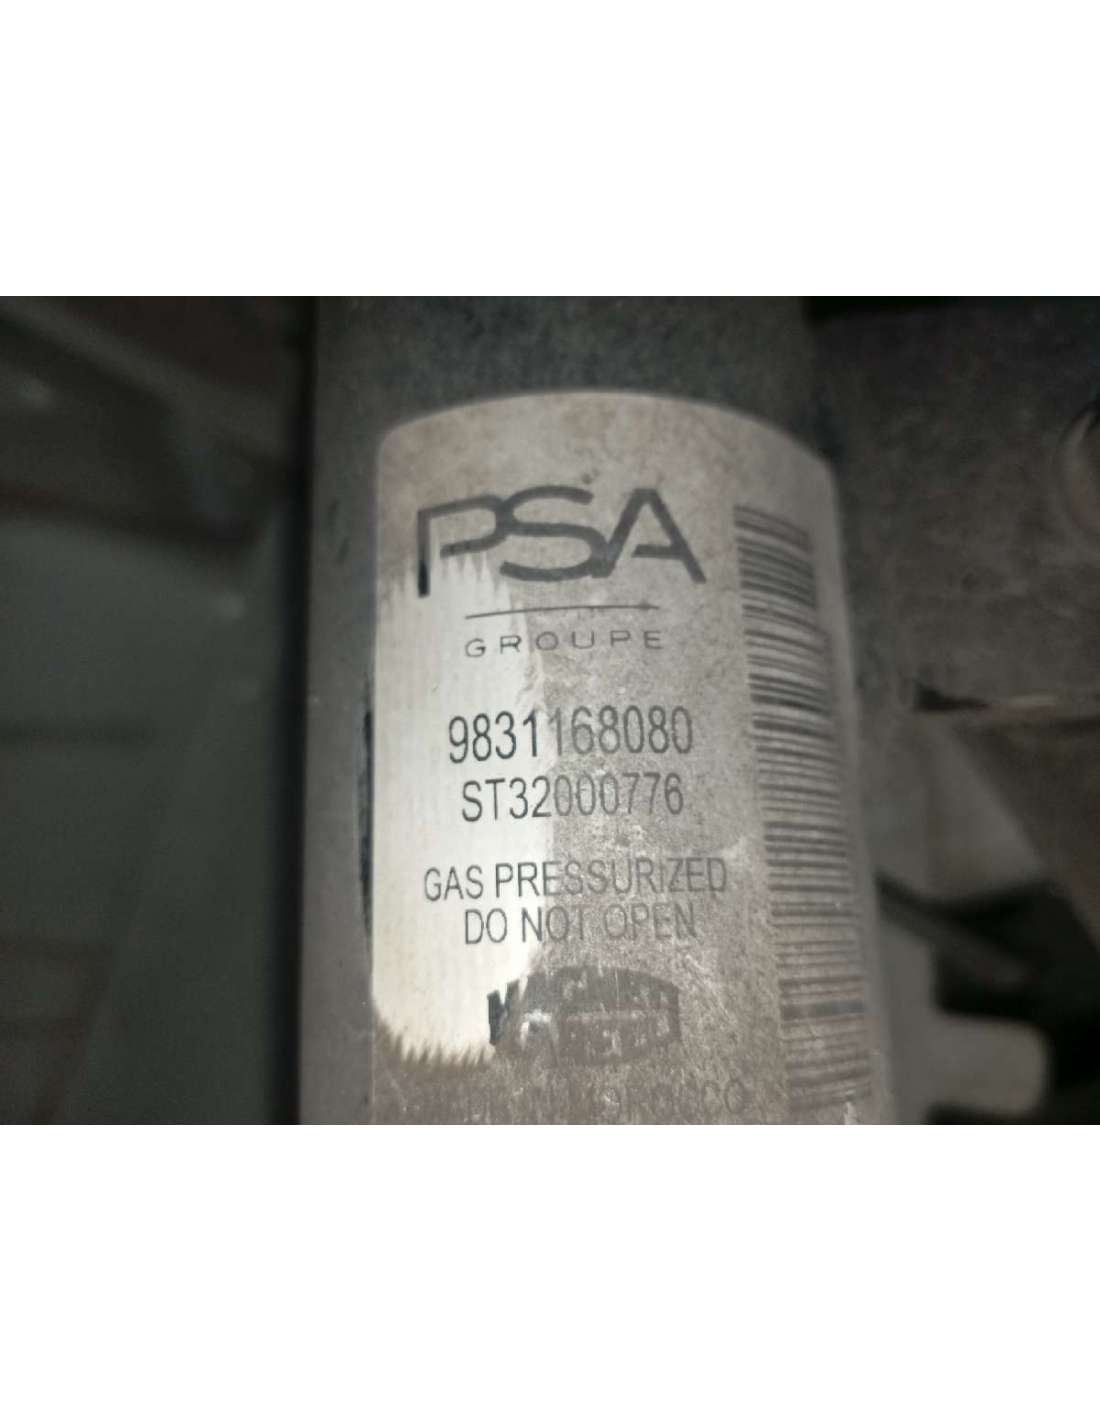 PSA
GROUPE
9831168080
ST32000776
GAS PRESSURIZED
DO NOT OPEN